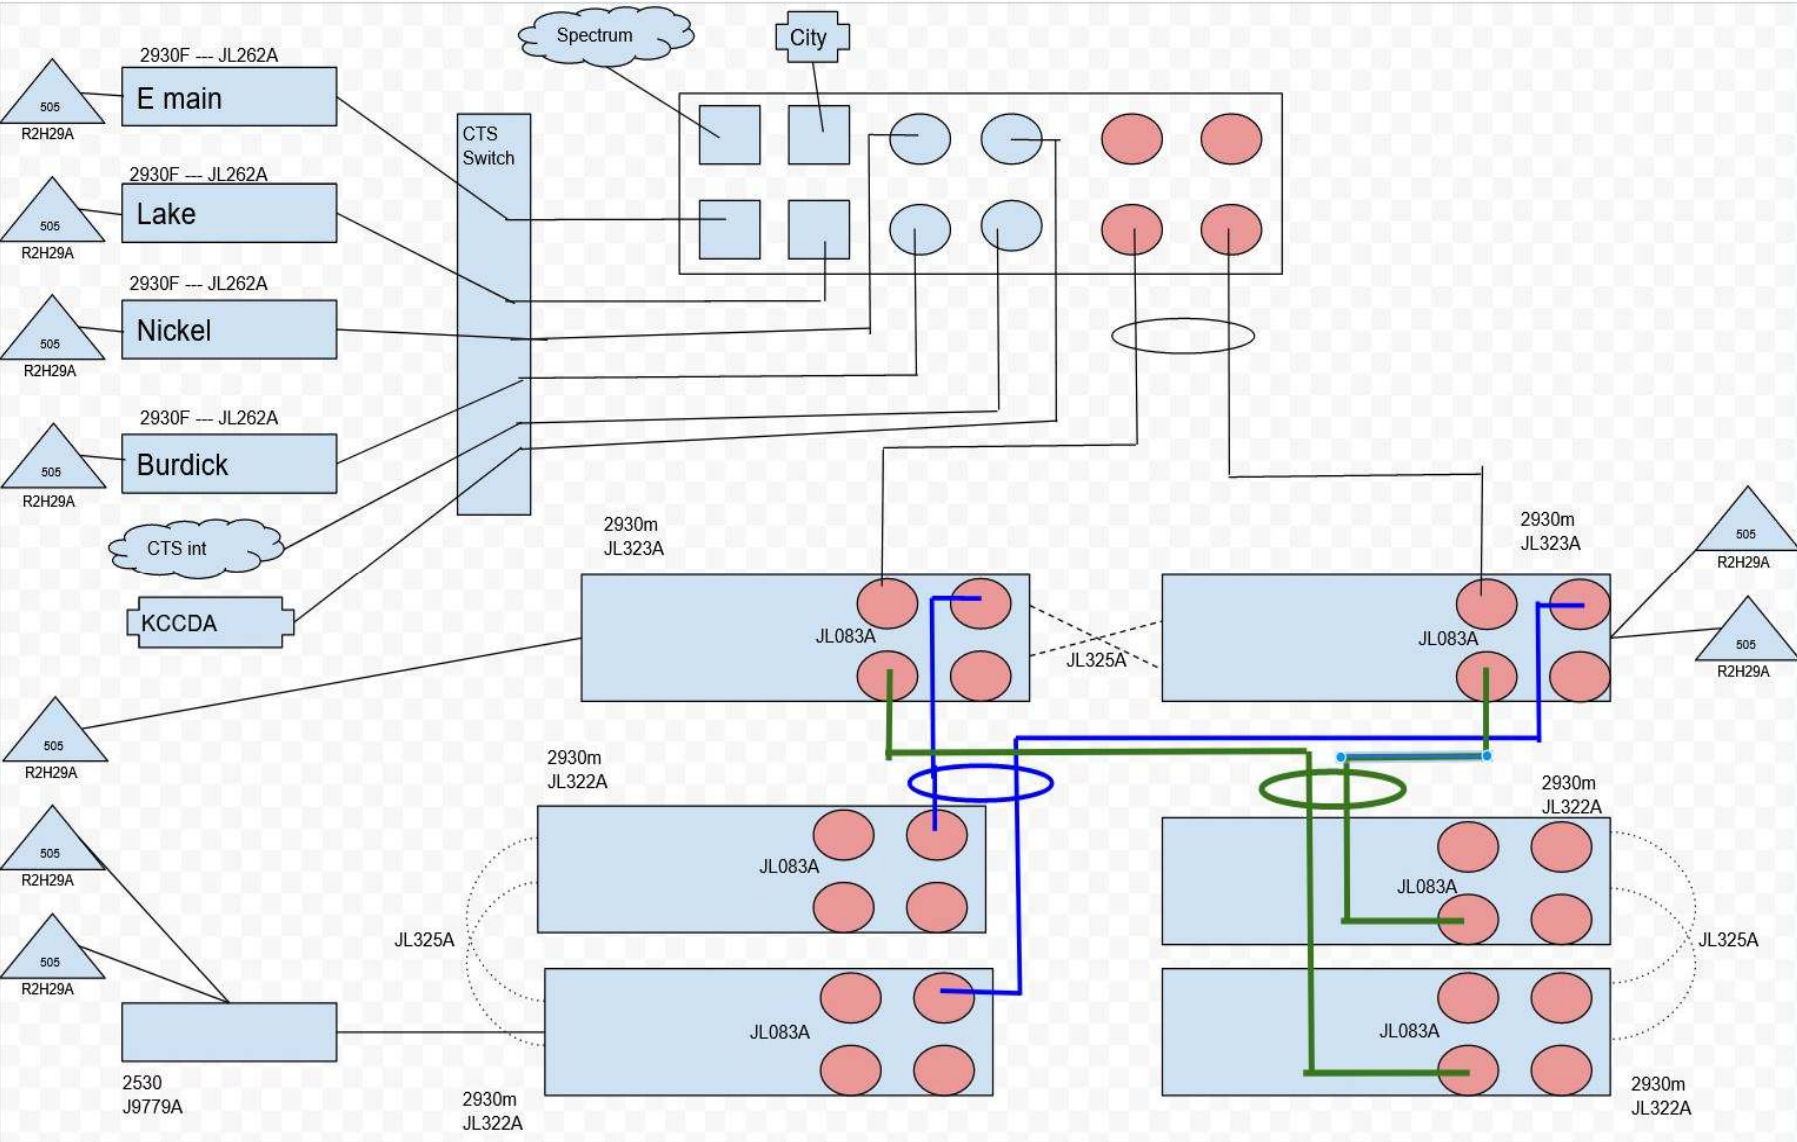 Spectrum
City
2930F --- JL262A
E main
505
R2H29A
CTS
Switch
2930F --- JL262A
Lake
505
R2H29A
2930F --- JL262A
Nickel
505
R2H29A
2930F --- JL262A
Burdick
505
R2H29A
CTS int
KCCDA
2930m
JL323A
JL083A
JL325A
2930m
JL323A
JL083A
505
R2H29A
505
R2H29A
505
R2H29A
2930m
JL322A
JL083A
2930m
JL322A
JL083A
505
R2H29A
JL325A
JL325A
505
R2H29A
JL083A
JL083A
2530
J9779A
2930m
JL322A
2930m
JL322A